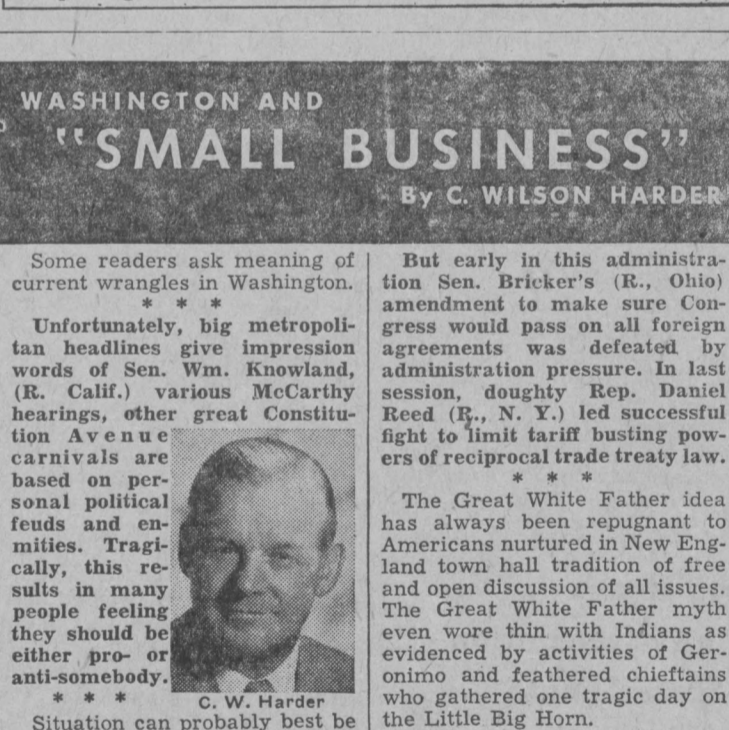 WASHINGTON AND
"SMALL BUSINESS"
By C. WILSON HARDER
Some readers ask meaning of
current wrangles in Washington.
* * *
Unfortunately, big metropoli-
tan headlines give impression
words of Sen. Wm. Knowland,
(R. Calif.) various McCarthy
hearings, other great Constitu-
tion Avenue
carnivals are
based on per-
sonal political
feuds and en-
mities. Tragi-
cally, this re-
sults in many
people feeling
they should be
either pro- or
anti-somebody.
* * *
C. W. Harder
Situation can probably best be
But early in this administra-
tion Sen. Bricker's (R., Ohio)
amendment to make sure Con-
gress would pass on all foreign
agreements was defeated by
administration pressure. In last
session, doughty Rep. Daniel
Reed (R., N. Y.) led successful
fight to limit tariff busting pow-
ers of reciprocal trade treaty law.
* * *
The Great White Father idea
has always been repugnant to
Americans nurtured in New Eng-
land town hall tradition of free
and open discussion of all issues.
The Great White Father myth
even wore thin with Indians as
evidenced by activities of Ger-
onimo and feathered chieftains
who gathered one tragic day on
the Little Big Horn.